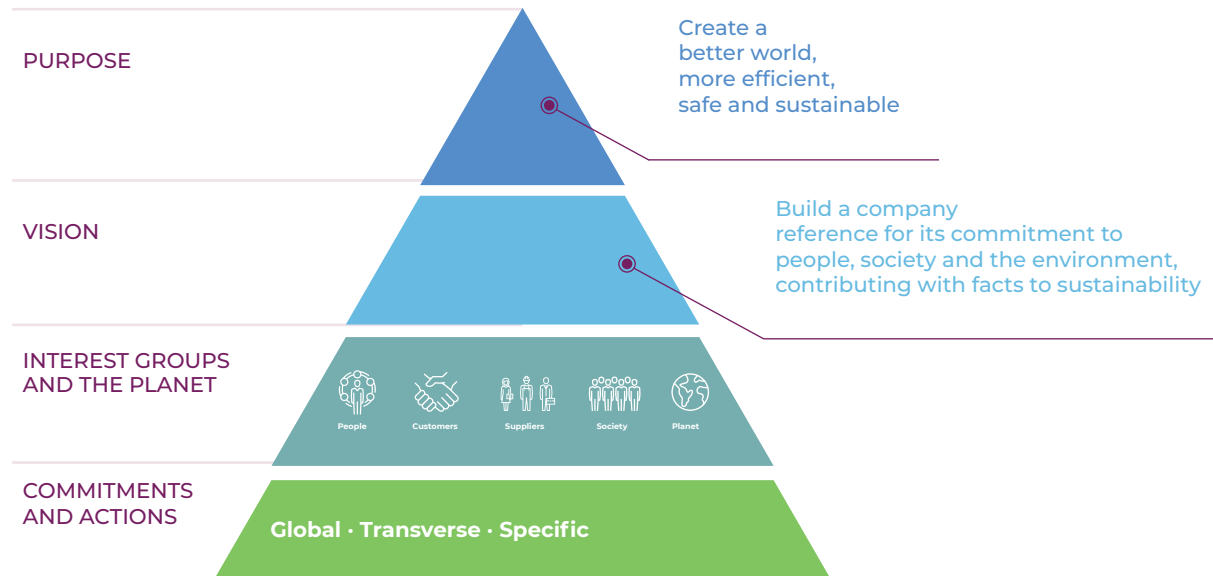 PURPOSE
Create a
better world,
more efficient,
safe and sustainable
VISION
Build a company
reference for its commitment to
people, society and the environment,
contributing with facts to sustainability
INTEREST GROUPS
AND THE PLANET
People
Customers
Suppliers
Society
Planet
COMMITMENTS
AND ACTIONS
Global · Transverse · Specific